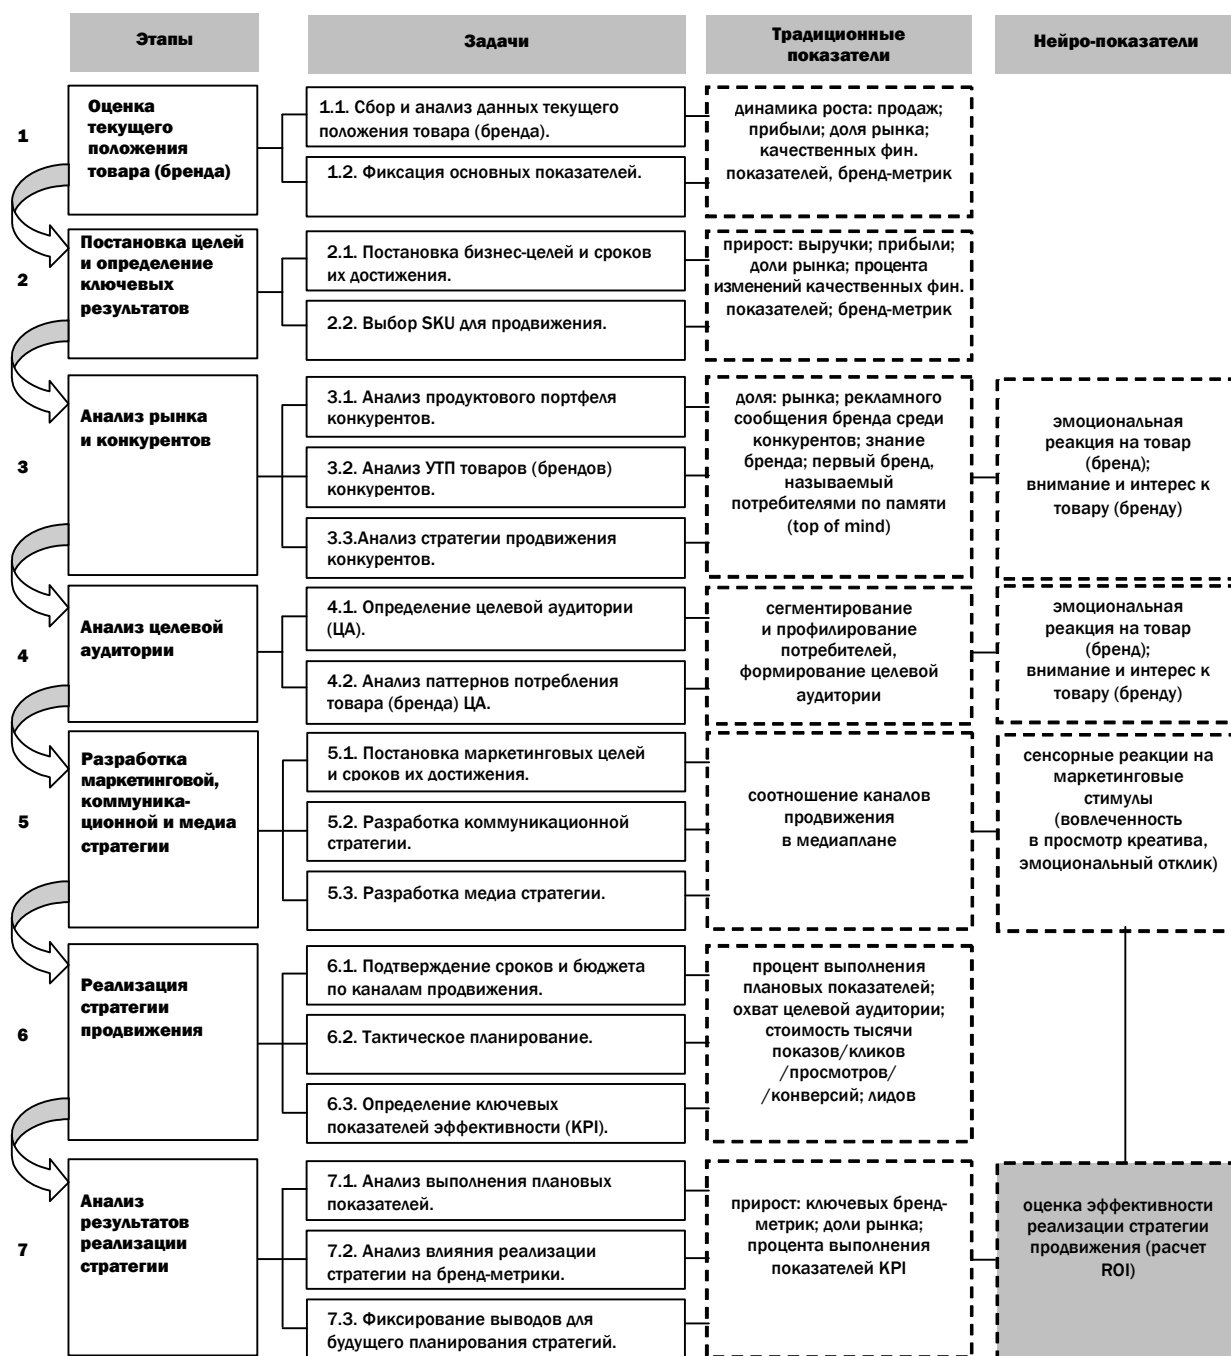 Этапы
Задачи
Традиционные
показатели
Нейро-показатели
1
Оценка
текущего
положения
товара (бренда)
1.1. Сбор и анализ данных текущего
положения товара (бренда).
1.2. Фиксация основных показателей.
динамика роста: продаж;
прибыли; доля рынка;
качественных фин.
показателей, бренд-метрик
2
Постановка целей
и определение
ключевых
результатов
2.1. Постановка бизнес-целей и сроков
их достижения.
2.2. Выбор SKU для продвижения.
прирост: выручки; прибыли;
доли рынка; процента
изменений качественных фин.
показателей; бренд-метрик
3
Анализ рынка
и конкурентов
3.1. Анализ продуктового портфеля
конкурентов.
3.2. Анализ УТП товаров (брендов)
конкурентов.
3.3.Анализ стратегии продвижения
конкурентов.
доля: рынка; рекламного
сообщения бренда среди
конкурентов; знание
бренда; первый бренд,
называемый
потребителями по памяти
(top of mind)
эмоциональная
реакция на товар
(бренд);
внимание и интерес к
товару (бренду)
4
Анализ целевой
аудитории
4.1. Определение целевой аудитории
(ЦА).
4.2. Анализ паттернов потребления
товара (бренда) ЦА.
сегментирование
и профилирование
потребителей,
формирование целевой
аудитории
эмоциональная
реакция на товар
(бренд);
внимание и интерес к
товару (бренду)
5
Разработка
маркетинговой,
коммуника-
ционной и медиа
стратегии
5.1. Постановка маркетинговых целей
и сроков их достижения.
5.2. Разработка коммуникационной
стратегии.
5.3. Разработка медиа стратегии.
соотношение каналов
продвижения
в медиаплане
сенсорные реакции на
маркетинговые
стимулы
(вовлеченность
в просмотр креатива,
эмоциональный отклик)
6
Реализация
стратегии
продвижения
6.1. Подтверждение сроков и бюджета
по каналам продвижения.
6.2. Тактическое планирование.
6.3. Определение ключевых
показателей эффективности (KPI).
процент выполнения
плановых показателей;
охват целевой аудитории;
стоимость тысячи
показов/кликов
/просмотров/
/конверсий; лидов
7
Анализ
результатов
реализации
стратегии
7.1. Анализ выполнения плановых
показателей.
7.2. Анализ влияния реализации
стратегии на бренд-метрики.
7.3. Фиксирование выводов для
будущего планирования стратегий.
прирост: ключевых бренд-
метрик; доли рынка;
процента выполнения
показателей KPI
оценка эффективности
реализации стратегии
продвижения (расчет
ROI)